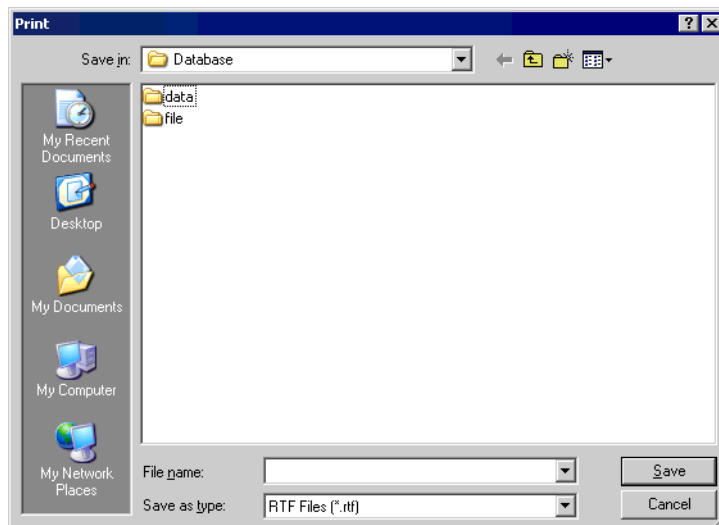 Print
Save in:
Database
data
file
My Recent
Documents
Desktop
My Documents
My Computer
My Network
Places
File name:
Save
Save as type:
RTF Files (*.rtf)
Cancel